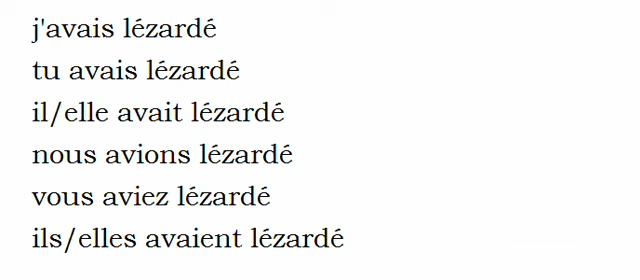 j'avais lézardé
tu avais lézardé
il/elle avait lézardé
nous avions lézardé
vous aviez lézardé
ils/elles avaient lézardé